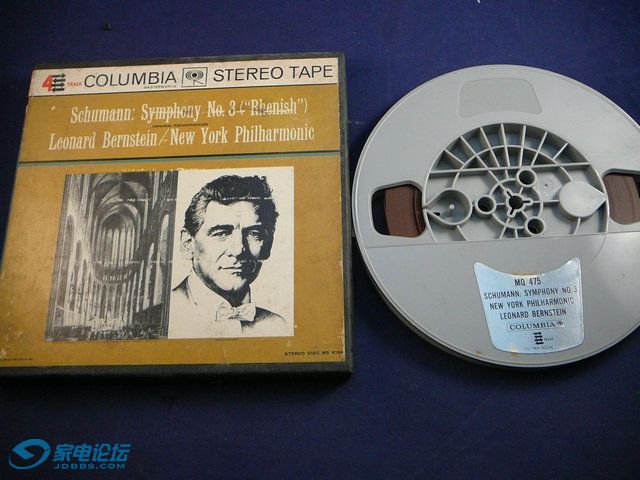 4 TRACK COLUMBIA STEREO TAPE
MASTERWORKS
Schumann: Symphony No. 3 ("Rhenish")
ORIGINAL ORCHESTRATION
Leonard Bernstein / New York Philharmonic
STEREO DISC MS
MQ 475
SCHUMANN: SYMPHONY NO. 3
NEW YORK PHILHARMONIC
LEONARD BERNSTEIN
COLUMBIA
4 TRACK
家电论坛
JDBBS.COM